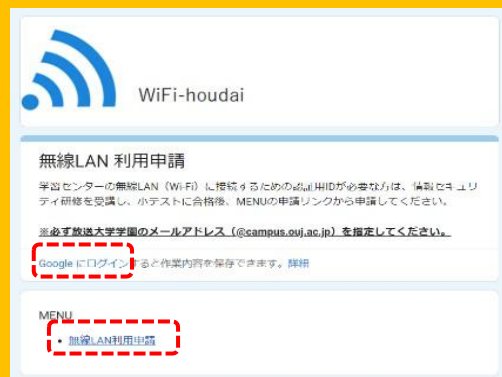 WiFi-houdai
無線LAN 利用申請
学習センターの無線LAN（Wi-Fi）に接続するための認証用IDが必要な方は、情報セキュリ
ティ研修を受講し、小テストに合格後、MENUの申請リンクから申請してください。
※必ず放送大学学園のメールアドレス（@campus.ouj.ac.jp）を指定してください。
Google にログインすると作業内容を保存できます。詳細
MENU
• 無線LAN利用申請